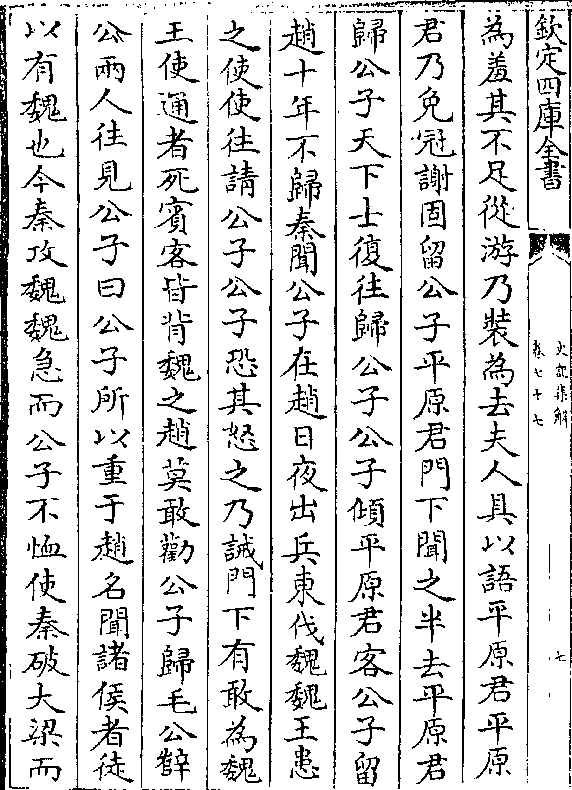 欽定四庫全書
史記集解
卷七十七
七
為羞其不足從游乃裝為去夫人具以語平原君平原
君乃免冠謝固留公子平原君門下聞之半去平原君
歸公子天下士復往歸公子公子傾平原君客公子留
趙十年不歸秦聞公子在趙日夜出兵東伐魏魏王患
之使使往請公子公子恐其怒之乃誡門下有敢為魏
王使通者死賓客皆背魏之趙莫敢勸公子歸毛公薛
公兩人往見公子曰公子所以重于趙名聞諸侯者徒
以有魏也今秦攻魏魏急而公子不恤使秦破大梁而